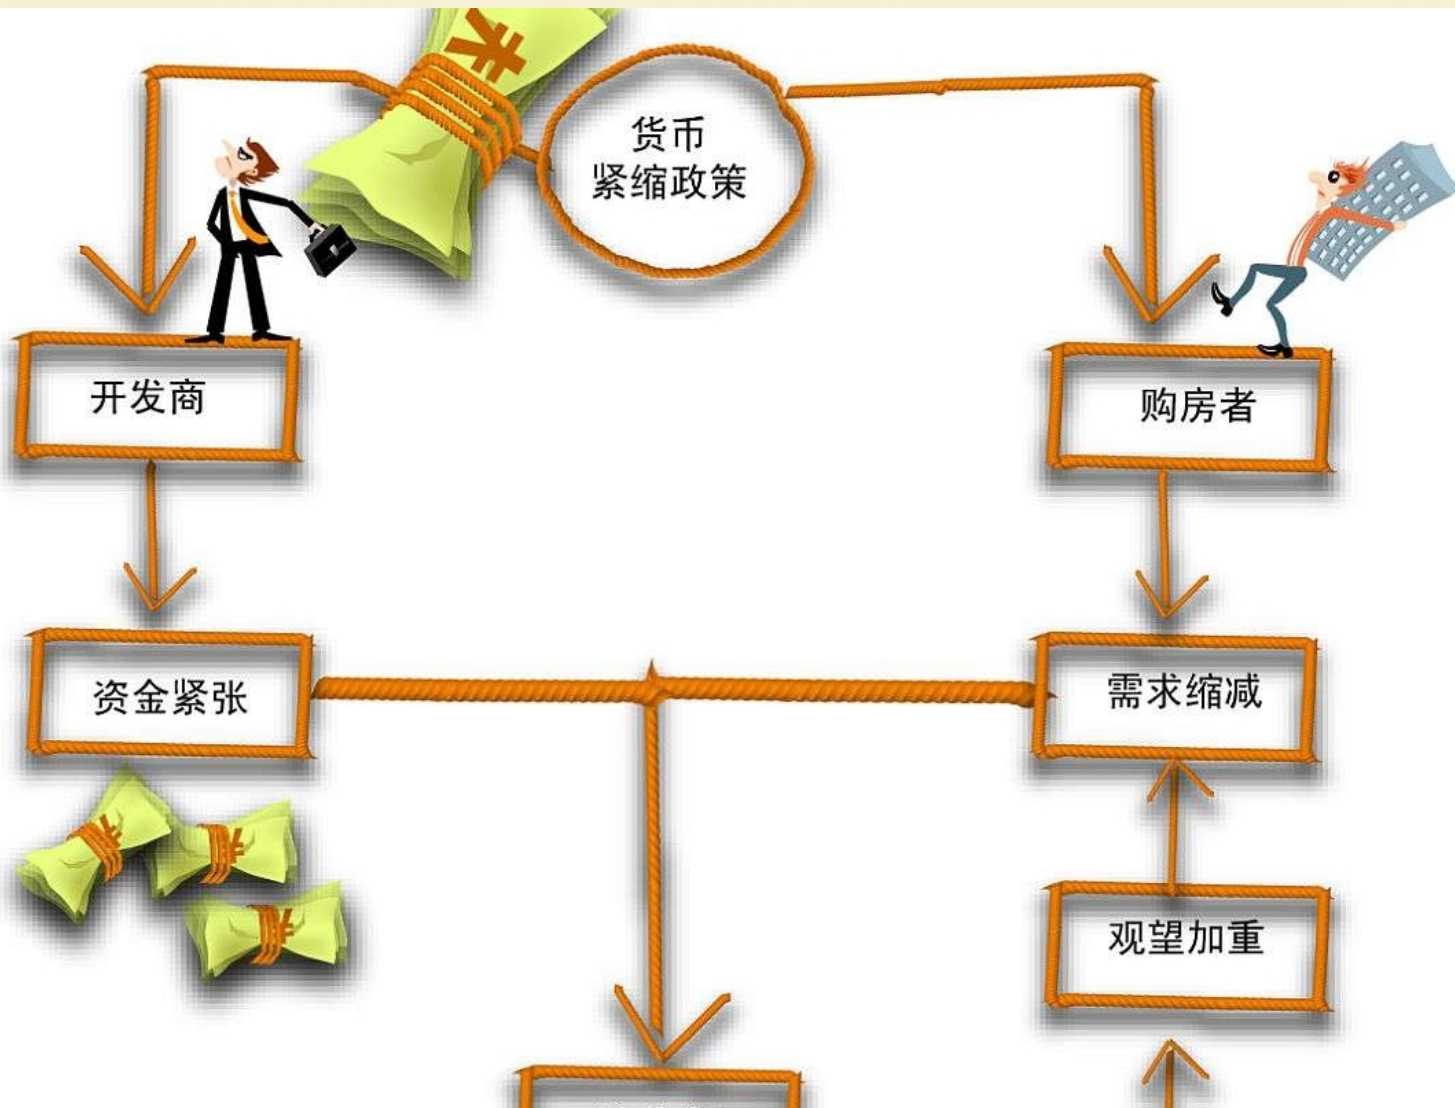 货币
紧缩政策
开发商
购房者
资金紧张
需求缩减
观望加重